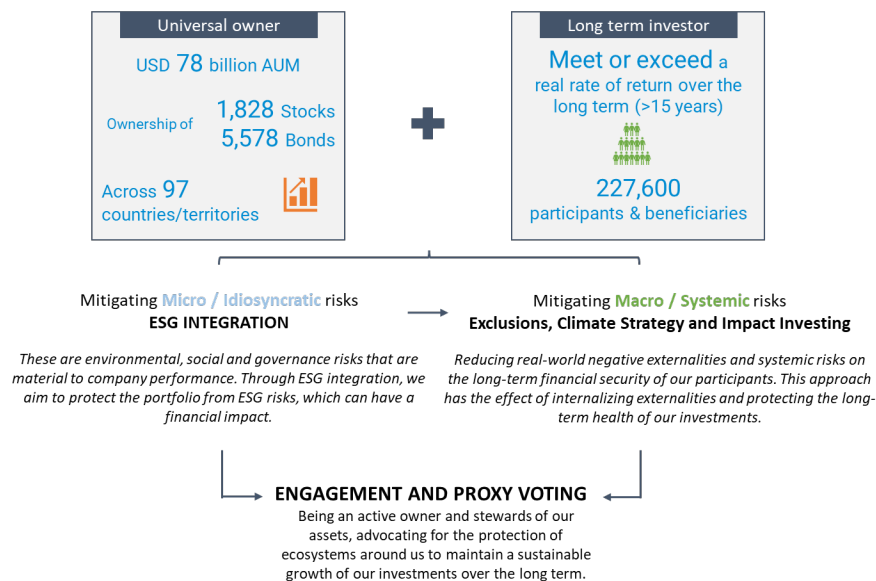 Universal owner
USD 78 billion AUM
Ownership of
1,828 Stocks
5,578 Bonds
Across 97
countries/territories
Long term investor
Meet or exceed a
real rate of return over the
long term (>15 years)
227,600
participants & beneficiaries
Mitigating Micro / Idiosyncratic risks
ESG INTEGRATION
These are environmental, social and governance risks that are
material to company performance. Through ESG integration, we
aim to protect the portfolio from ESG risks, which can have a
financial impact.
Mitigating Macro / Systemic risks
Exclusions, Climate Strategy and Impact Investing
Reducing real-world negative externalities and systemic risks on
the long-term financial security of our participants. This approach
has the effect of internalizing externalities and protecting the long-
term health of our investments.
ENGAGEMENT AND PROXY VOTING
Being an active owner and stewards of our
assets, advocating for the protection of
ecosystems around us to maintain a sustainable
growth of our investments over the long term.